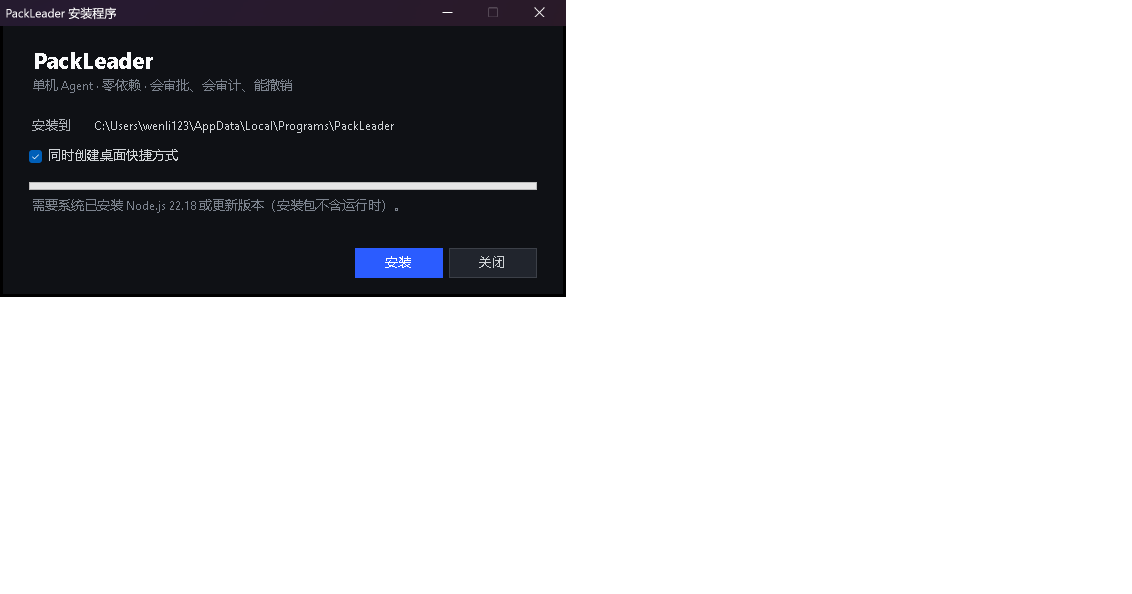 PackLeader 安装程序
PackLeader
单机 Agent · 零依赖 · 会审批、会审计、能撤销
安装到 C:\Users\wenli123\AppData\Local\Programs\PackLeader
同时创建桌面快捷方式
需要系统已安装 Node.js 22.18 或更新版本（安装包不含运行时）。
安装 关闭